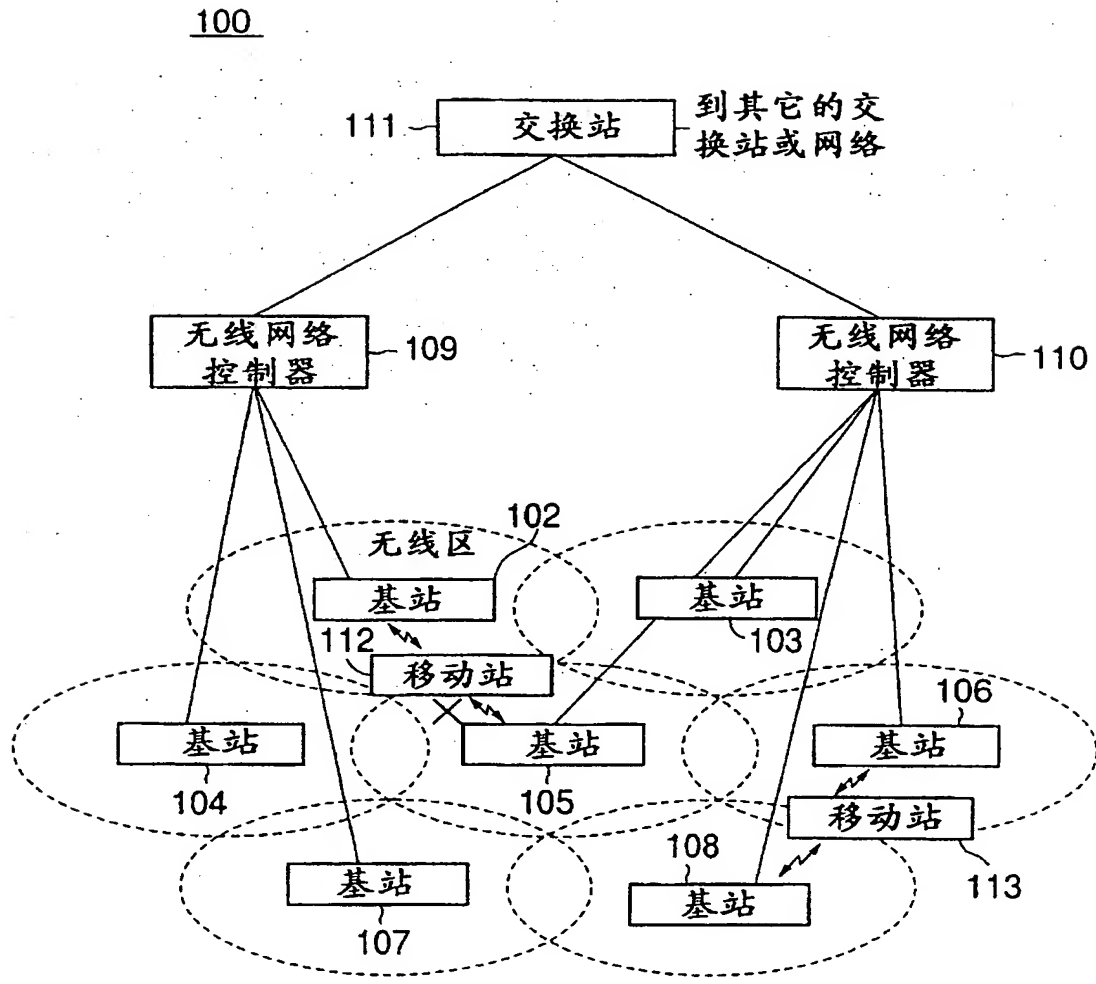 100
111
交换站
到其它的交
换站或网络
无线网络
控制器
109
无线网络
控制器
110
无线区
102
基站
基站
103
112
移动站
106
基站
104
基站
105
基站
移动站
113
108
基站
107
基站